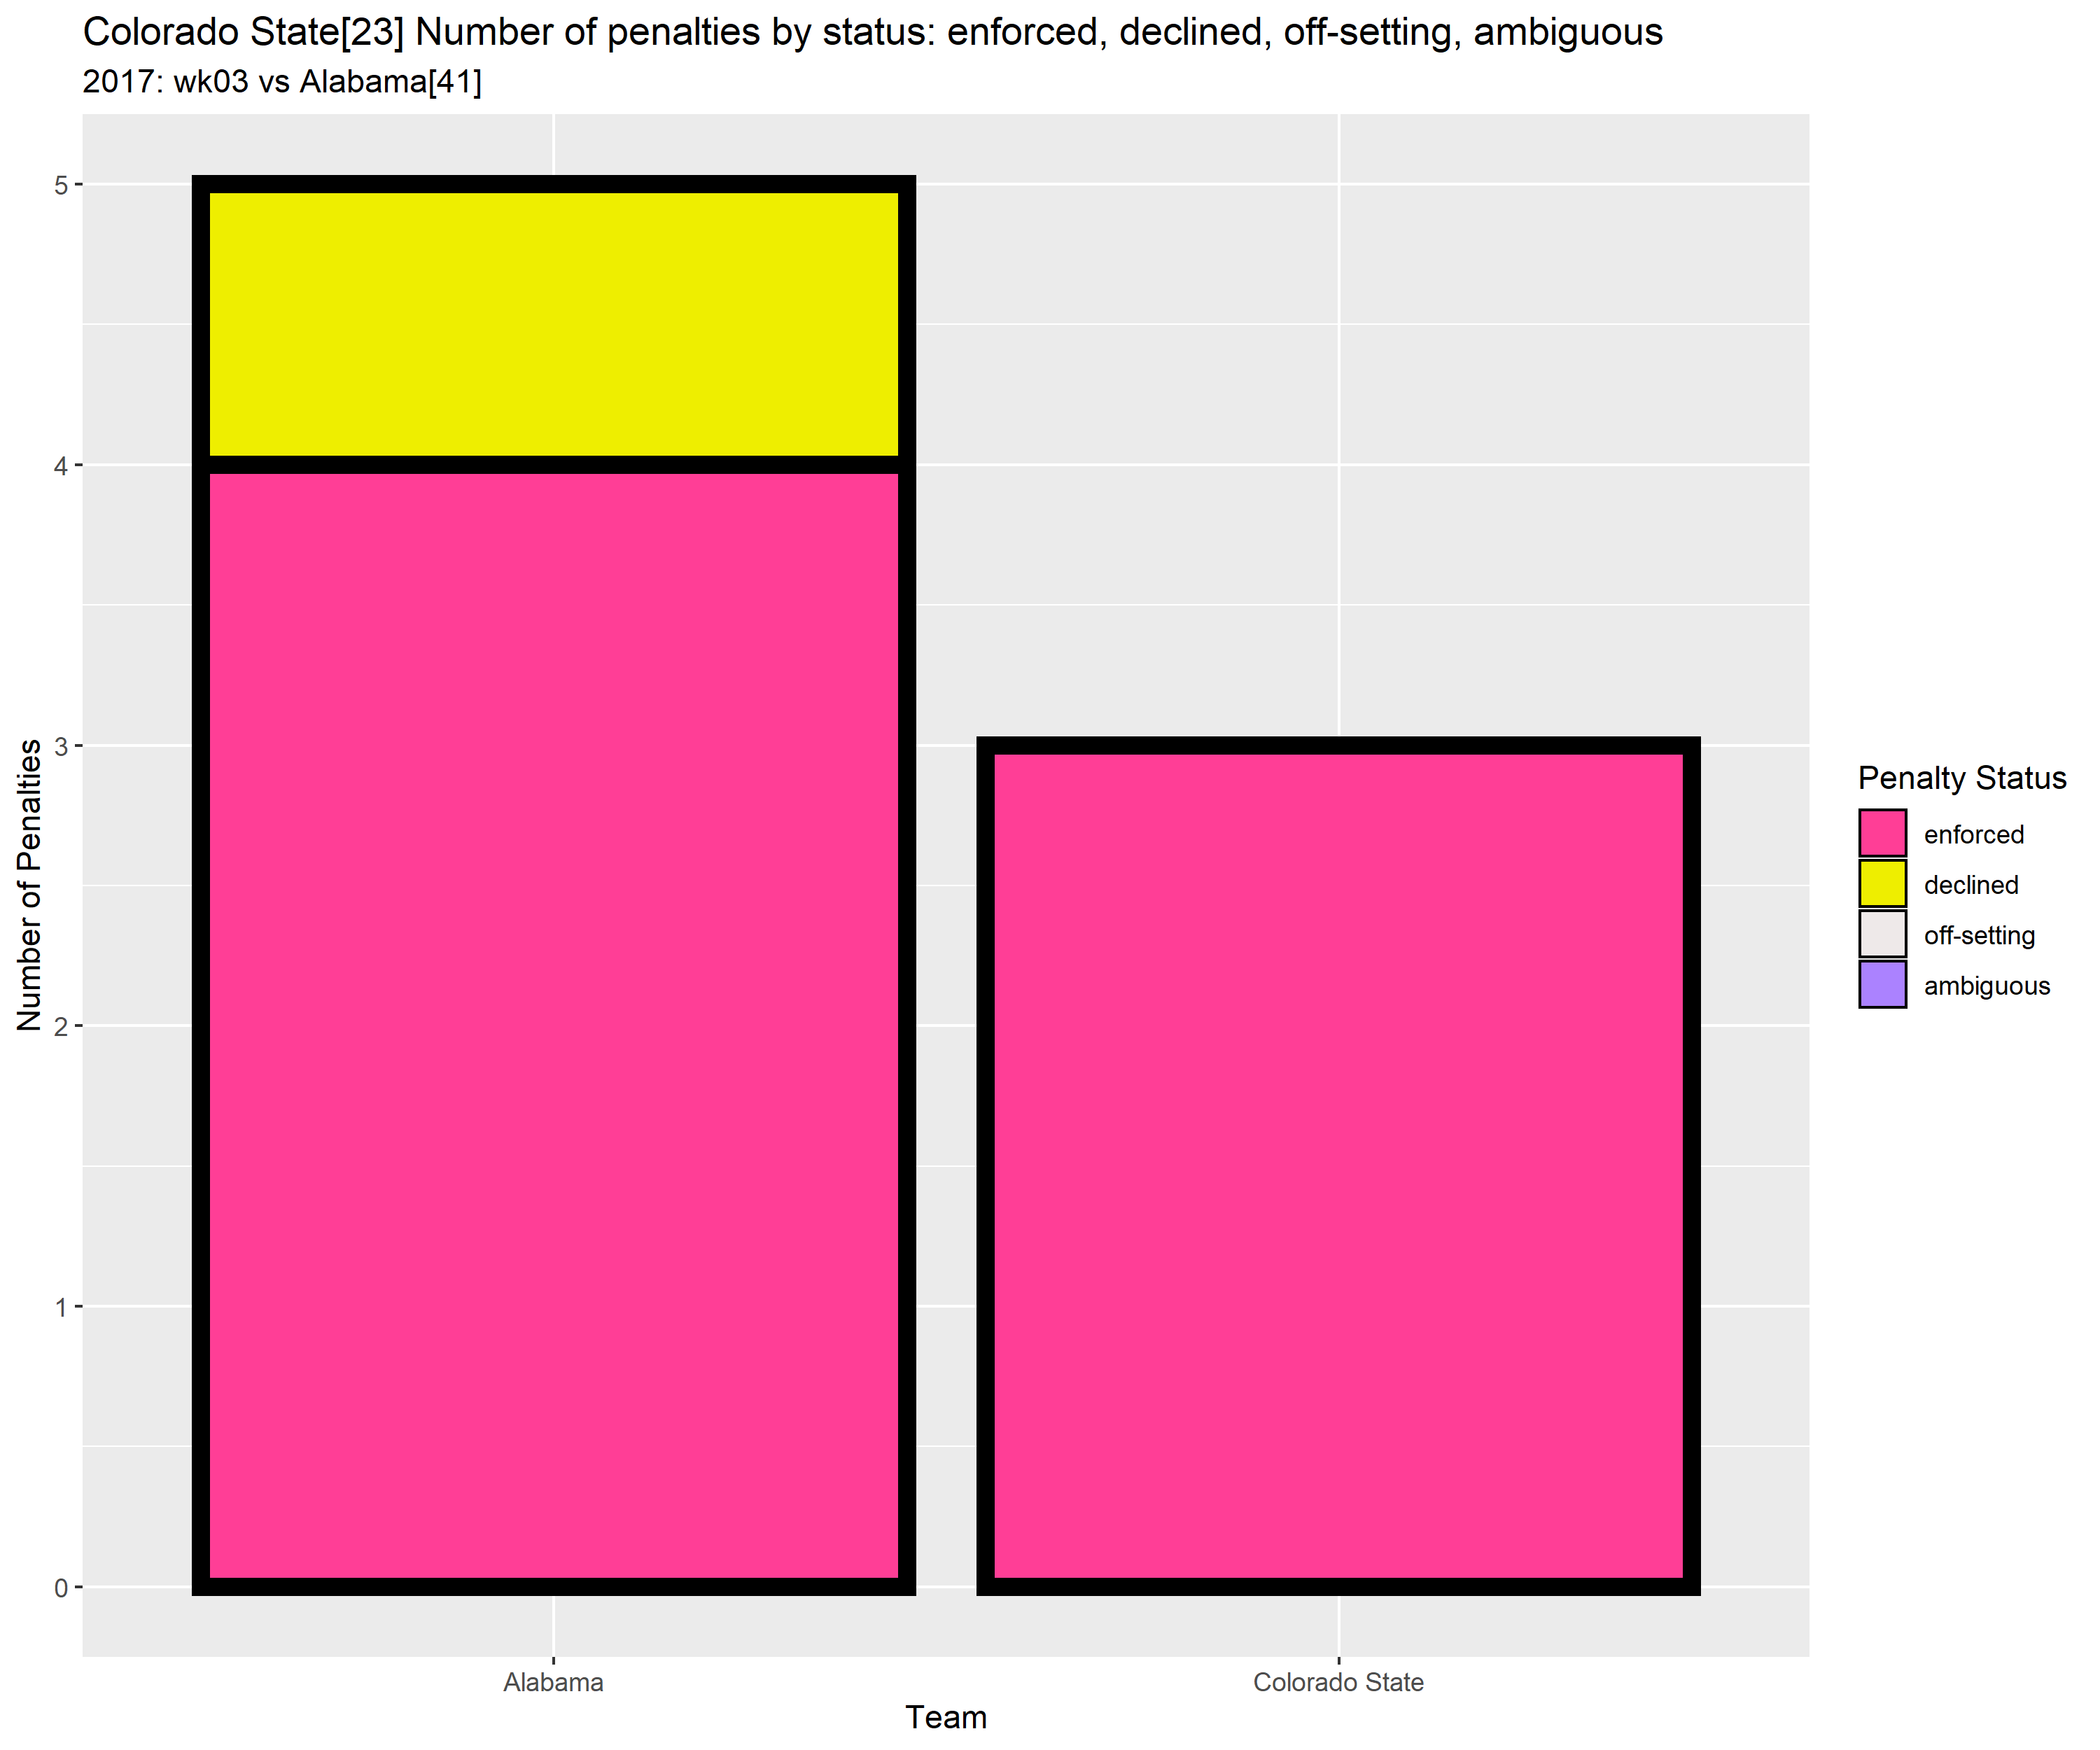 Colorado State[23] Number of penalties by status: enforced, declined, off-setting, ambiguous
2017: wk03 vs Alabama[41]
Number of Penalties
5
4
3
2
1
0
Alabama
Colorado State
Team
Penalty Status
enforced
declined
off-setting
ambiguous